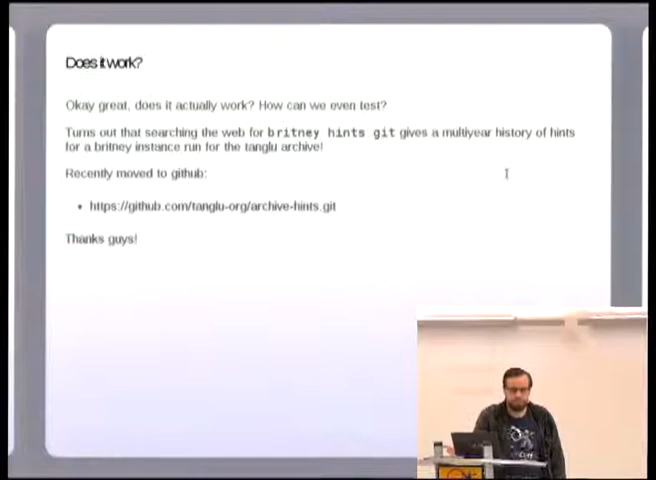 Does it work?
Okay great, does it actually work? How can we even test?
Turns out that searching the web for britney hints git gives a multiyear history of hints
for a britney instance run for the tanglu archive!
Recently moved to github:
• https://github.com/tanglu-org/archive-hints.git
Thanks guys!